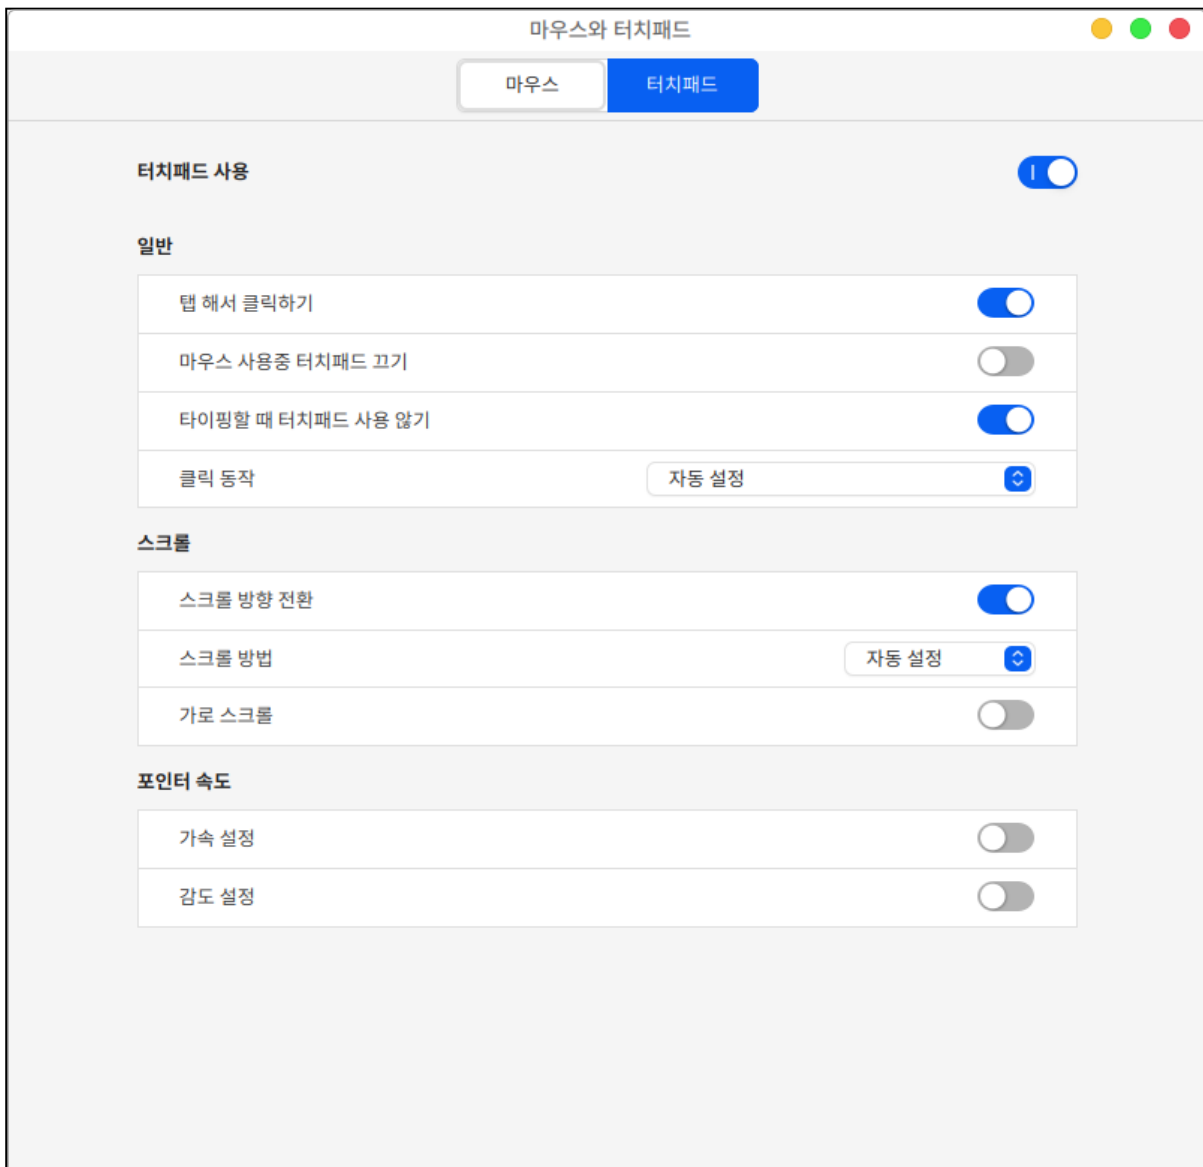 마우스와 터치패드
마우스 터치패드
터치패드 사용
일반
탭 해서 클릭하기
마우스 사용중 터치패드 끄기
타이핑할 때 터치패드 사용 않기
클릭 동작 자동 설정
스크롤
스크롤 방향 전환
스크롤 방법 자동 설정
가로 스크롤
포인터 속도
가속 설정
감도 설정